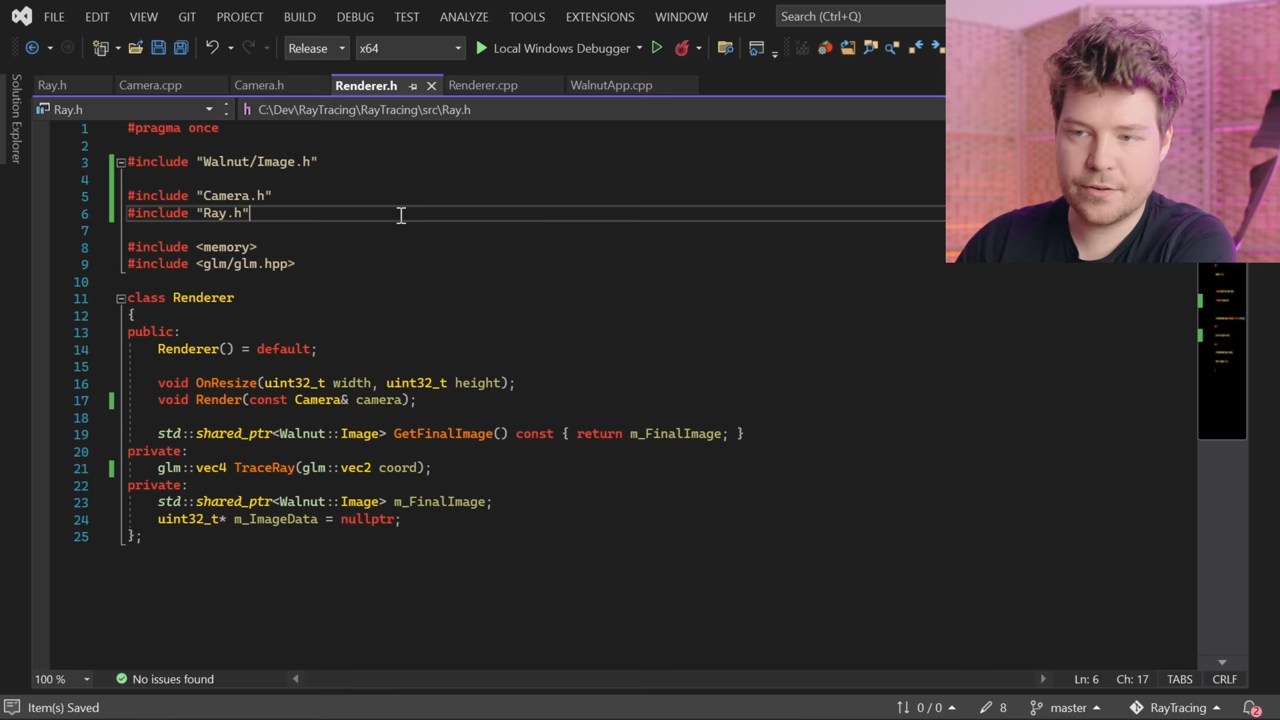 FILE EDIT VIEW GIT PROJECT BUILD DEBUG TEST ANALYZE TOOLS EXTENSIONS WINDOW HELP Search (Ctrl+Q)
Release x64 Local Windows Debugger
Ray.h Camera.cpp Camera.h Renderer.h Renderer.cpp WalnutApp.cpp
Solution Explorer
Ray.h C:\Dev\RayTracing\RayTracing\src\Ray.h
1 #pragma once
2
3 #include "Walnut/Image.h"
4
5 #include "Camera.h"
6 #include "Ray.h"
7
8 #include <memory>
9 #include <glm/glm.hpp>
10
11 class Renderer
12 {
13 public:
14 Renderer() = default;
15
16 void OnResize(uint32_t width, uint32_t height);
17 void Render(const Camera& camera);
18
19 std::shared_ptr<Walnut::Image> GetFinalImage() const { return m_FinalImage; }
20 private:
21 glm::vec4 TraceRay(glm::vec2 coord);
22 private:
23 std::shared_ptr<Walnut::Image> m_FinalImage;
24 uint32_t* m_ImageData = nullptr;
25 };
100 % No issues found Ln: 6 Ch: 17 TABS CRLF
Item(s) Saved 0 / 0 8 master RayTracing 2